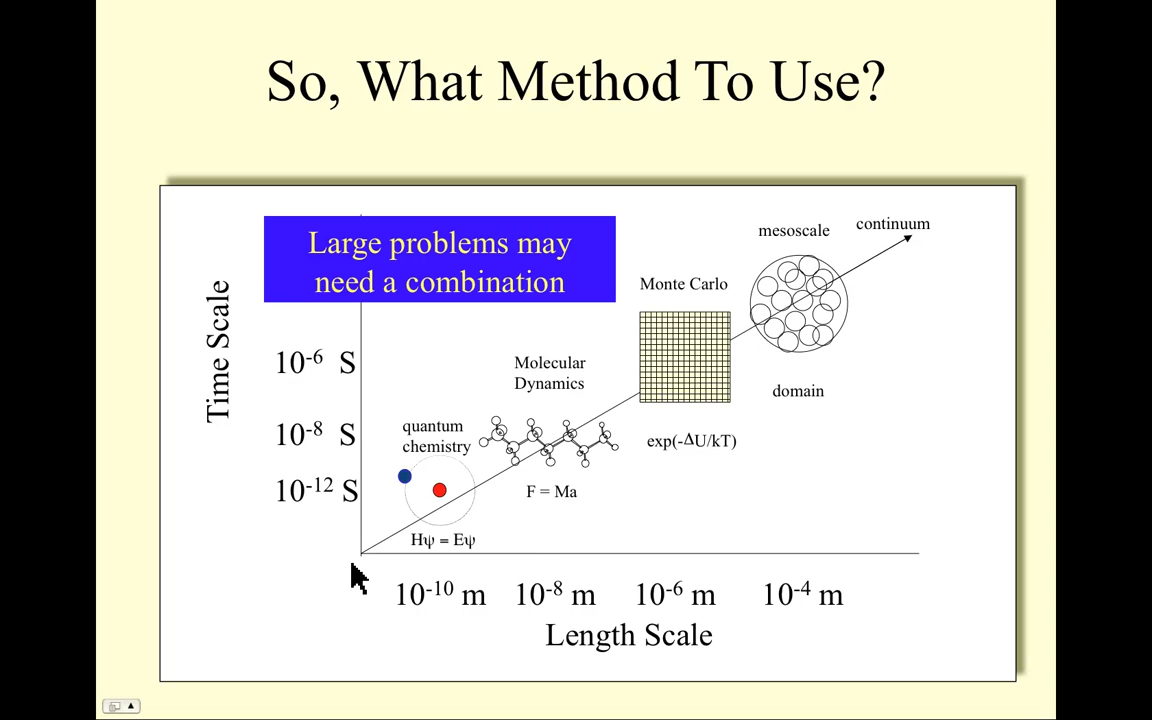 So, What Method To Use?
Large problems may
need a combination
mesoscale
continuum
Monte Carlo
Time Scale
10⁻⁶ S
Molecular
Dynamics
domain
10⁻⁸ S
quantum
chemistry
exp(-ΔU/kT)
10⁻¹² S
F = Ma
Hψ = Eψ
10⁻¹⁰ m 10⁻⁸ m 10⁻⁶ m 10⁻⁴ m
Length Scale